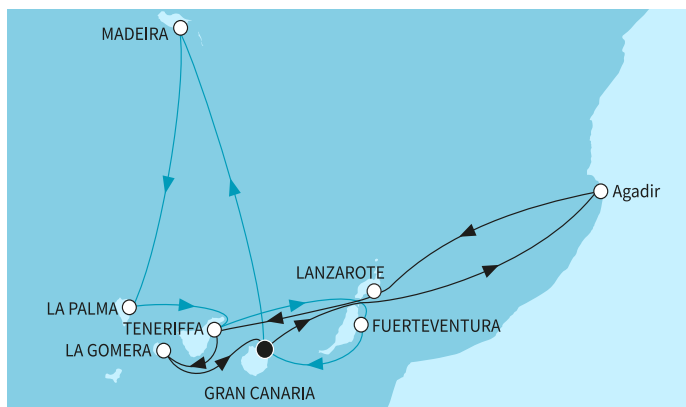 MADEIRA
Agadir
LANZAROTE
LA PALMA
TENERIFFA
FUERTEVENTURA
LA GOMERA
GRAN CANARIA